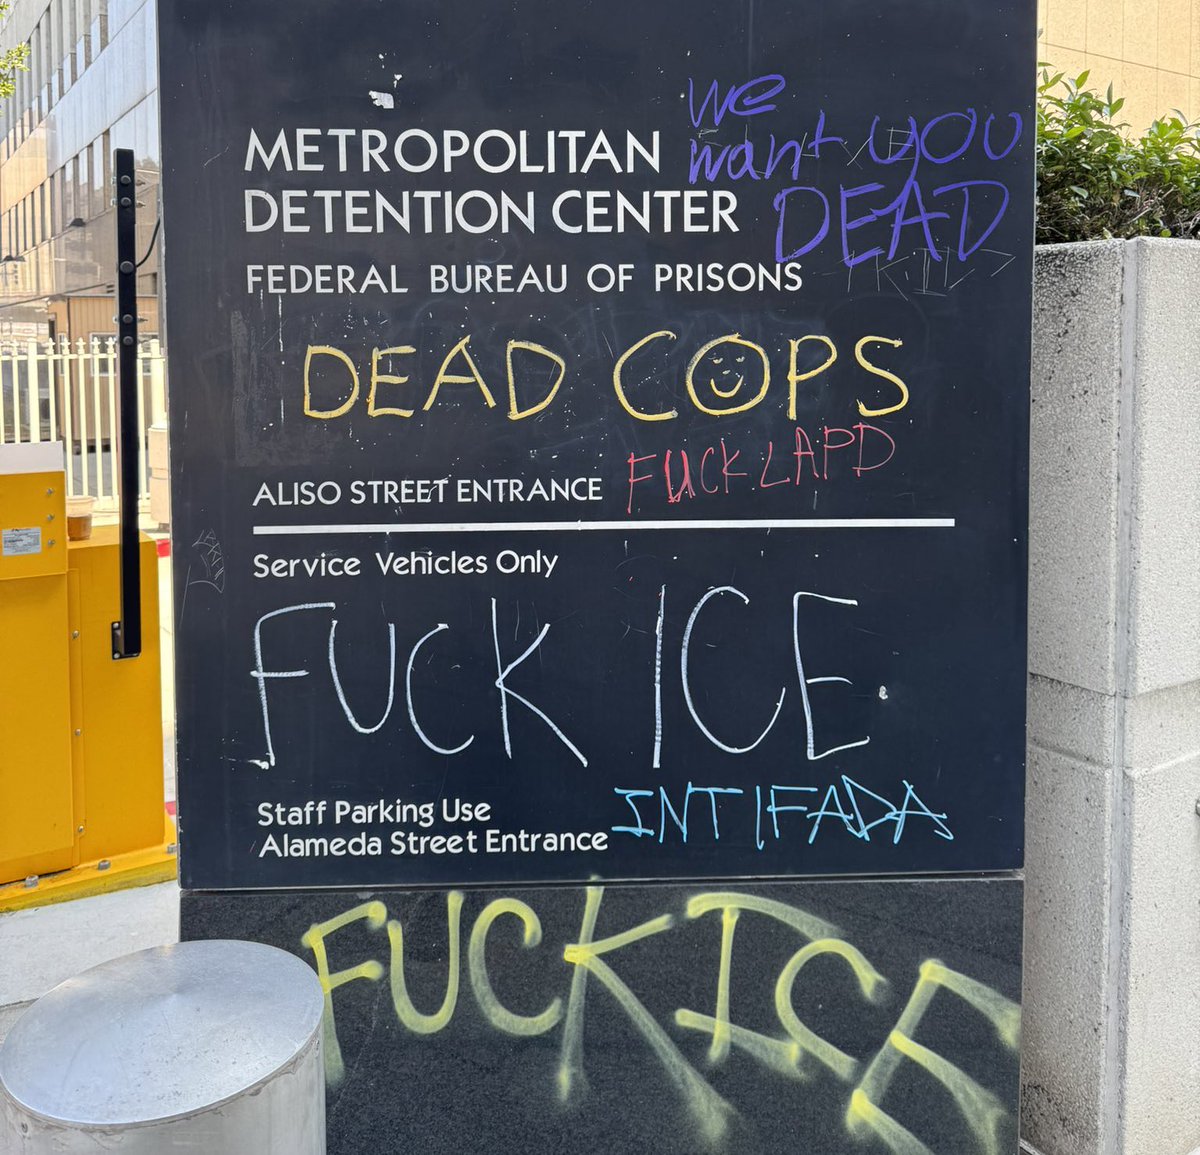 we
want you
DEAD
METROPOLITAN
DETENTION CENTER
FEDERAL BUREAU OF PRISONS
DEAD COPS
FUCK LAPD
ALISO STREET ENTRANCE
Service Vehicles Only
FUCK ICE
Staff Parking Use
Alameda Street Entrance
INTIFADA
FUCK ICE